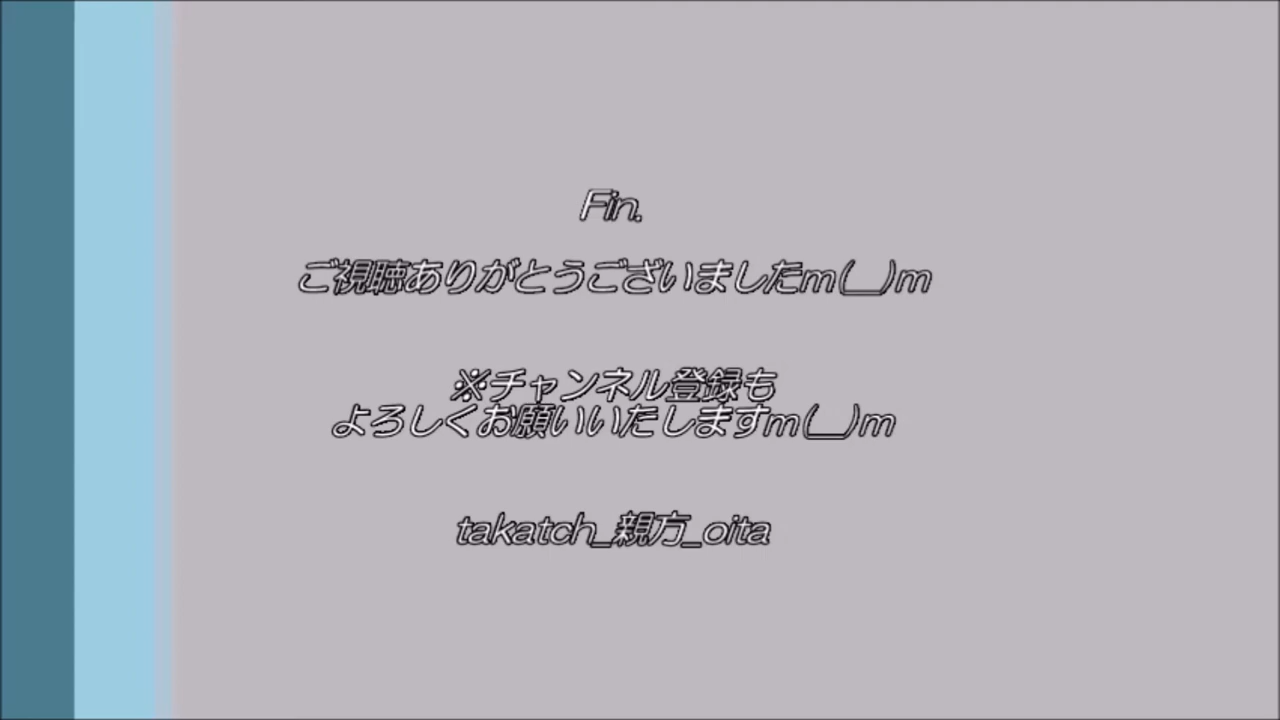 Fin.
ご視聴ありがとうございましたm(__)m
※チャンネル登録も
よろしくお願いいたしますm(__)m
takatch_親方_oita